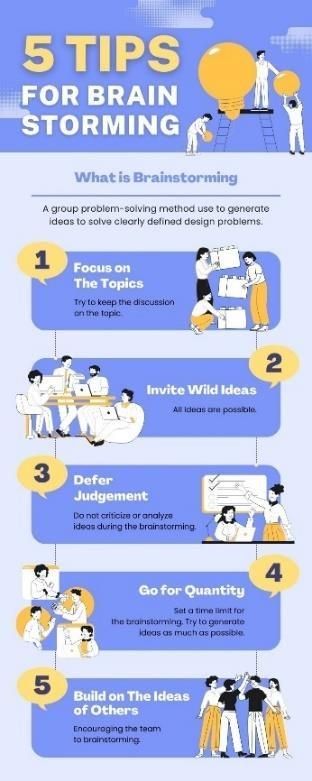 5 TIPS
FOR BRAIN
STORMING
What is Brainstorming
A group problem-solving method use to generate
ideas to solve clearly defined design problems.
1
Focus on
The Topics
Try to keep the discussion
on the topic.
2
Invite Wild Ideas
All ideas are possible.
3
Defer
Judgement
Do not criticize or analyze
ideas during the brainstorming.
4
Go for Quantity
Set a time limit for
the brainstorming. Try to generate
ideas as much as possible.
5
Build on The Ideas
of Others
Encouraging the team
to brainstorming.